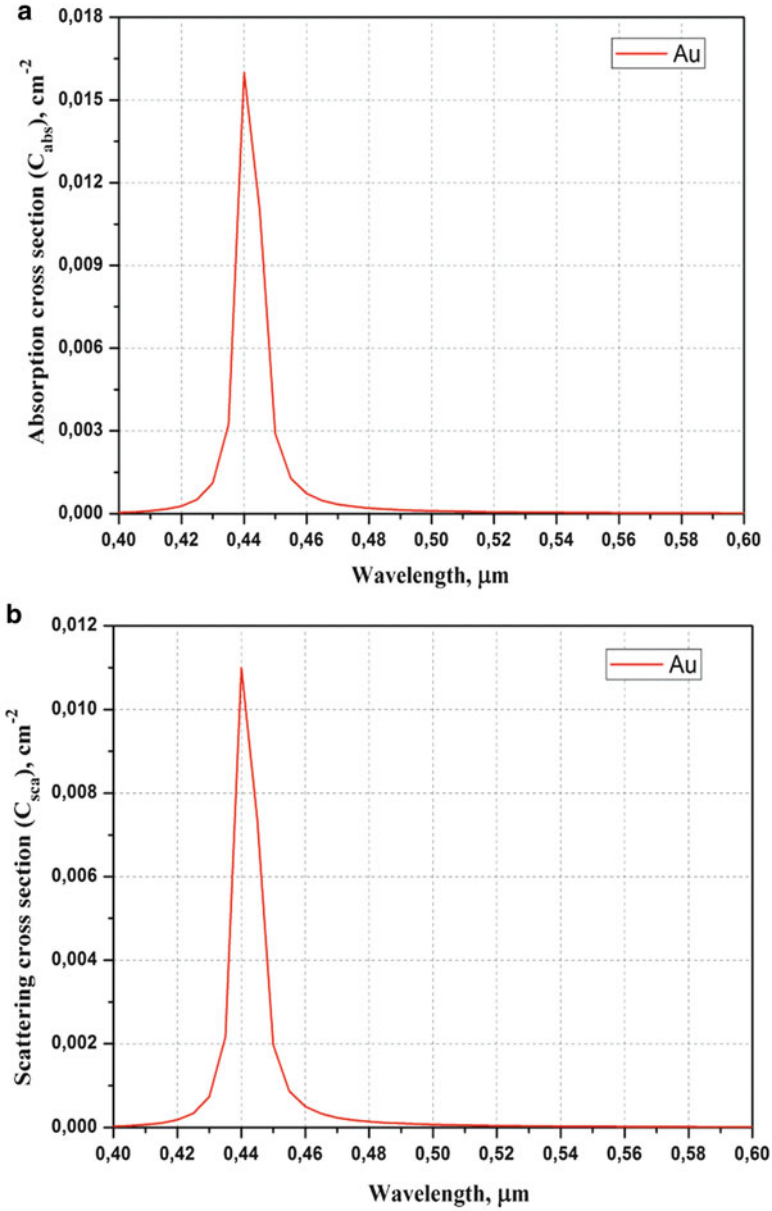 a
0,018
0,015
0,012
0,009
0,006
0,003
0,000
Absorption cross section (C_abs), cm^-2
Au
0,40 0,42 0,44 0,46 0,48 0,50 0,52 0,54 0,56 0,58 0,60
Wavelength, μm
b
0,012
0,010
0,008
0,006
0,004
0,002
0,000
Scattering cross section (C_sca), cm^-2
Au
0,40 0,42 0,44 0,46 0,48 0,50 0,52 0,54 0,56 0,58 0,60
Wavelength, μm